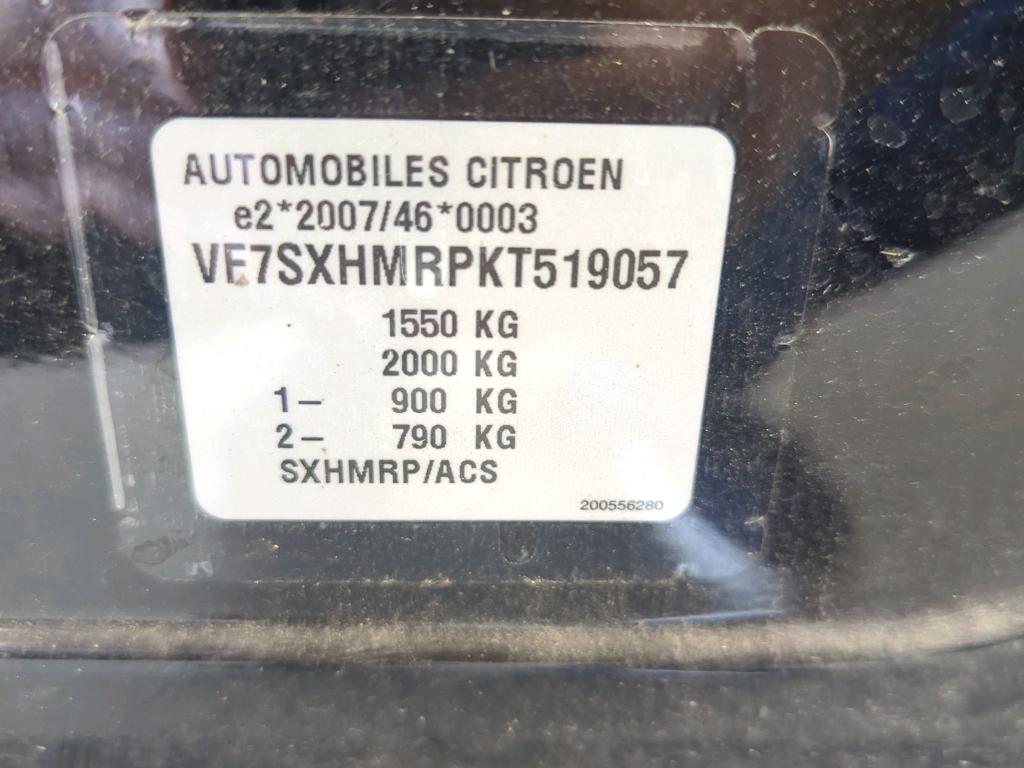 AUTOMOBILES CITROEN
e2*2007/46*0003
VF7SXHMRPKT519057
1550 KG
2000 KG
1– 900 KG
2– 790 KG
SXHMRP/ACS
200556280